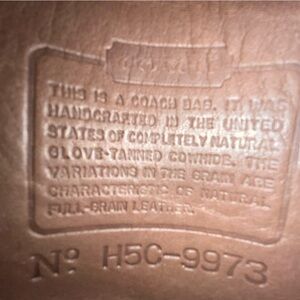 THIS IS A COACH BAG. IT WAS
HANDCRAFTED IN THE UNITED
STATES OF COMPLETELY NATURAL
GLOVE-TANNED COWHIDE. THE
VARIATIONS IN THE GRAIN ARE
CHARACTERISTIC OF NATURAL
FULL-GRAIN LEATHER.
Nº H5C-9973